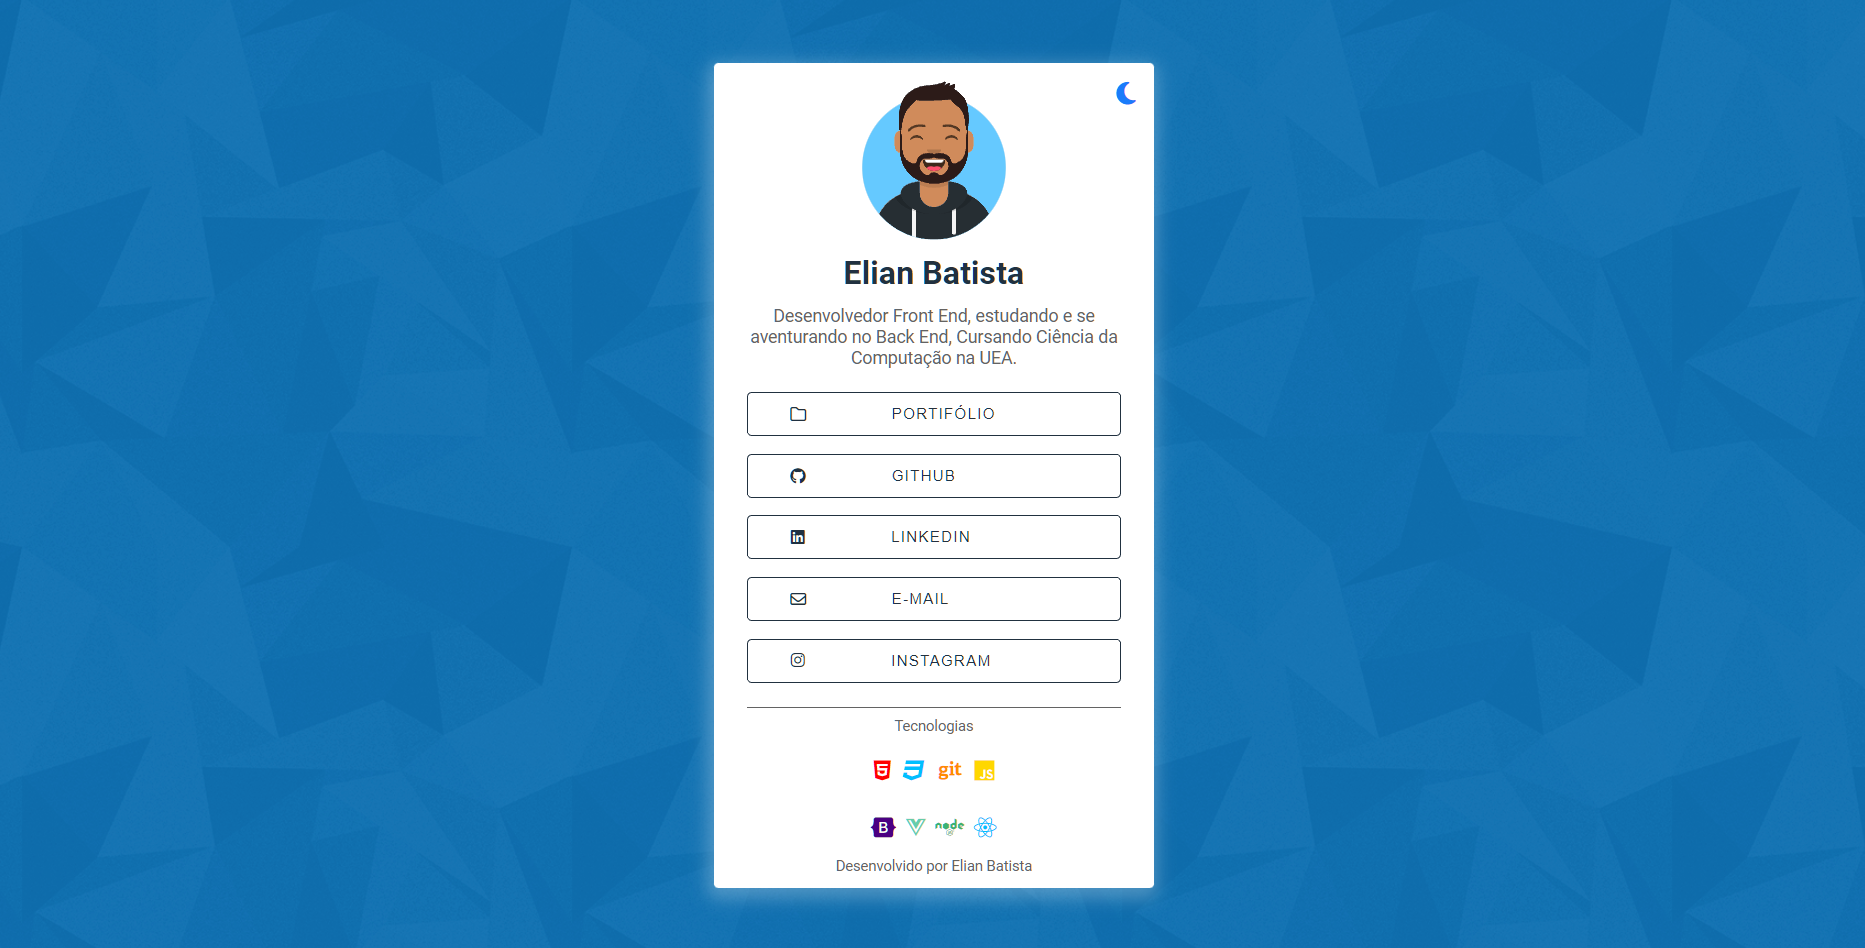 Elian Batista
Desenvolvedor Front End, estudando e se
aventurando no Back End, Cursando Ciência da
Computação na UEA.
PORTIFÓLIO
GITHUB
LINKEDIN
E-MAIL
INSTAGRAM
Tecnologias
5 3 git JS
B node
Desenvolvido por Elian Batista